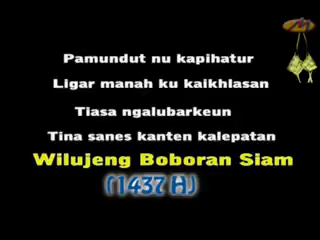 Pamundut nu kapihatur
Ligar manah ku kaikhlasan
Tiasa ngalubarkeun
Tina sanes kanten kalepatan
Wilujeng Boboran Siam
(1437 H)